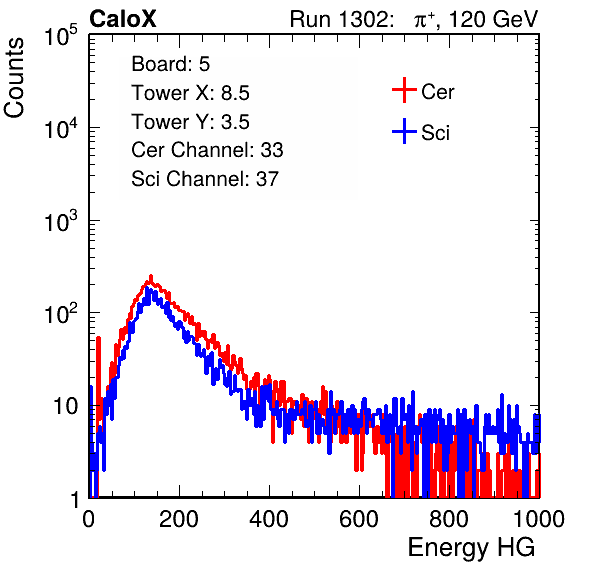 CaloX Run 1302: π⁺, 120 GeV
Counts
Board: 5
Tower X: 8.5
Tower Y: 3.5
Cer Channel: 33
Sci Channel: 37
Cer
Sci
10⁵
10⁴
10³
10²
10
1
0 200 400 600 800 1000
Energy HG